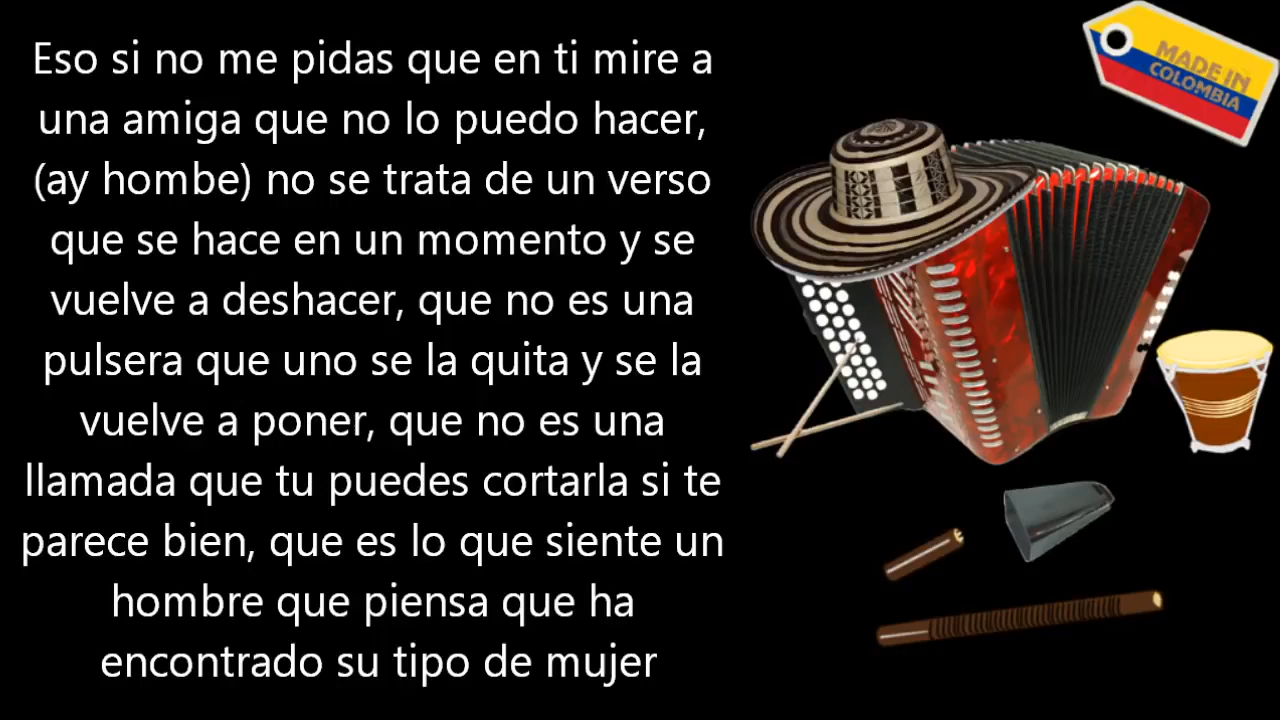 Eso si no me pidas que en ti mire a
una amiga que no lo puedo hacer,
(ay hombe) no se trata de un verso
que se hace en un momento y se
vuelve a deshacer, que no es una
pulsera que uno se la quita y se la
vuelve a poner, que no es una
llamada que tu puedes cortarla si te
parece bien, que es lo que siente un
hombre que piensa que ha
encontrado su tipo de mujer
MADE IN
COLOMBIA